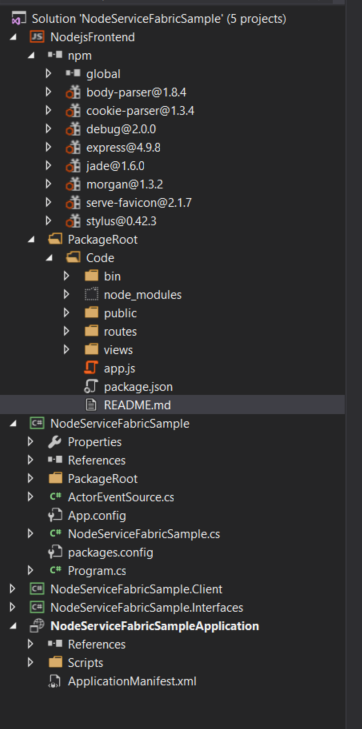 Solution 'NodeServiceFabricSample' (5 projects)
JS NodejsFrontend
npm
global
body-parser@1.8.4
cookie-parser@1.3.4
debug@2.0.0
express@4.9.8
jade@1.6.0
morgan@1.3.2
serve-favicon@2.1.7
stylus@0.42.3
PackageRoot
Code
bin
node_modules
public
routes
views
app.js
package.json
README.md
C# NodeServiceFabricSample
Properties
References
PackageRoot
C# ActorEventSource.cs
App.config
C# NodeServiceFabricSample.cs
packages.config
C# Program.cs
C# NodeServiceFabricSample.Client
C# NodeServiceFabricSample.Interfaces
NodeServiceFabricSampleApplication
References
Scripts
ApplicationManifest.xml